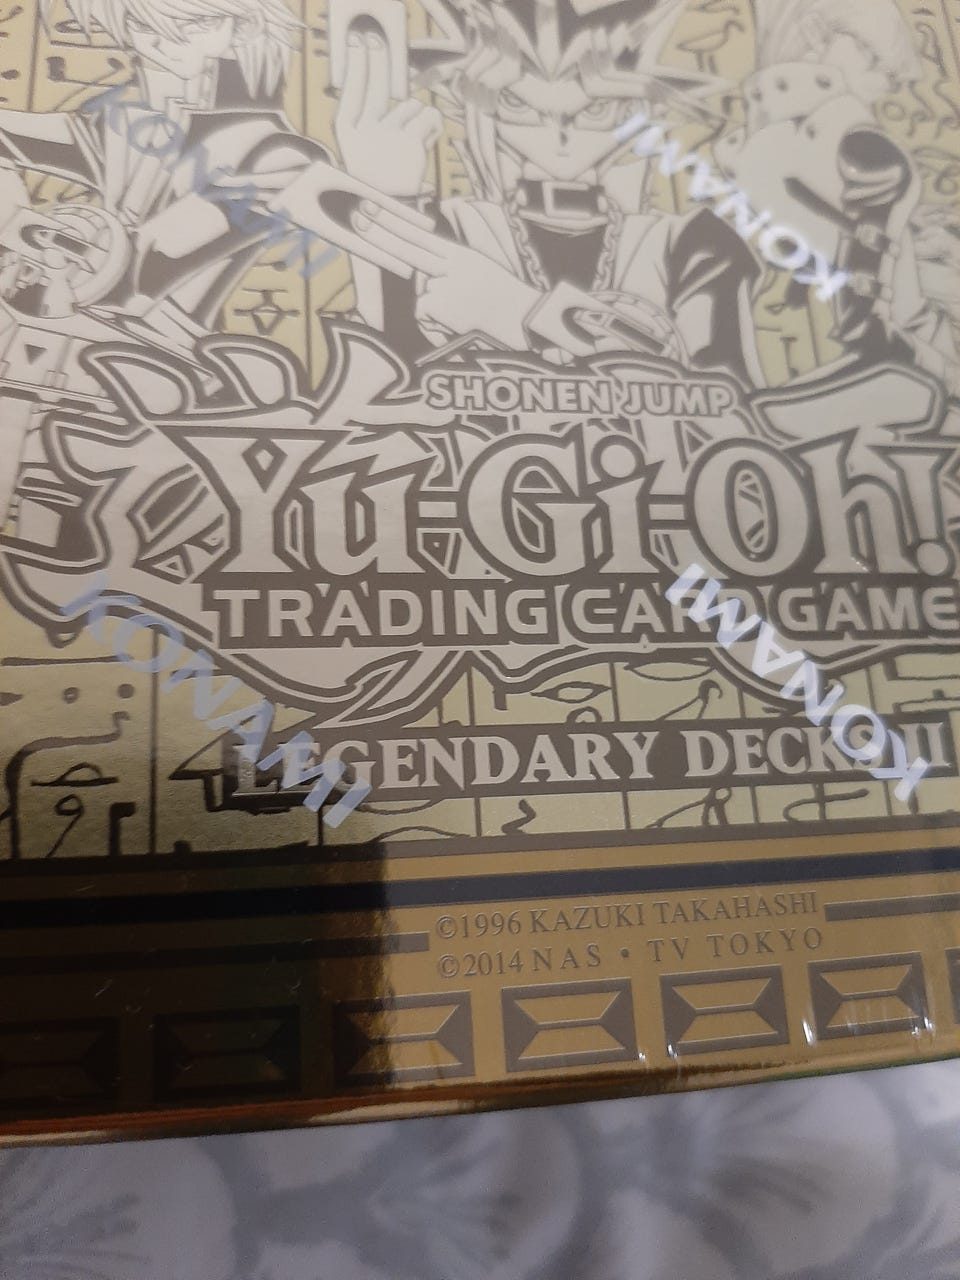 KONAMI
KONAMI
SHONEN JUMP
Yu-Gi-Oh!
TRADING CARD GAME
KONAMI
KONAMI
LEGENDARY DECKS II
©1996 KAZUKI TAKAHASHI
©2014 NAS • TV TOKYO